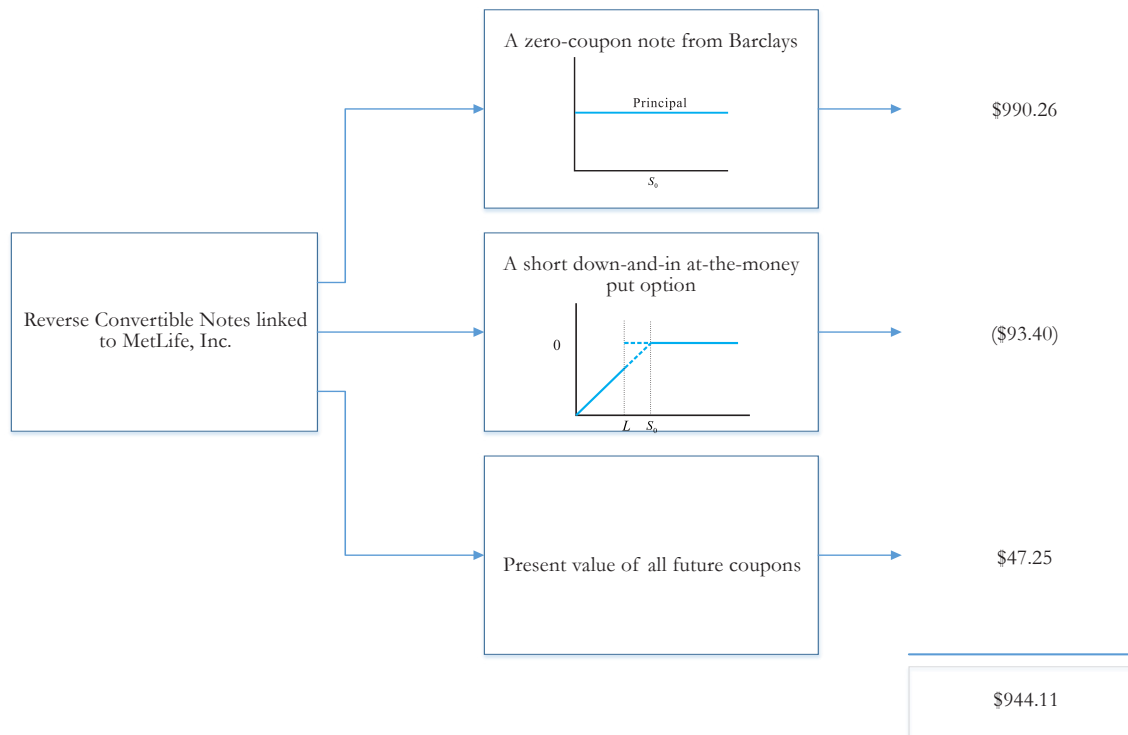 A zero-coupon note from Barclays
Principal
S₀
$990.26
Reverse Convertible Notes linked
to MetLife, Inc.
A short down-and-in at-the-money
put option
0
L S₀
($93.40)
Present value of all future coupons
$47.25
$944.11